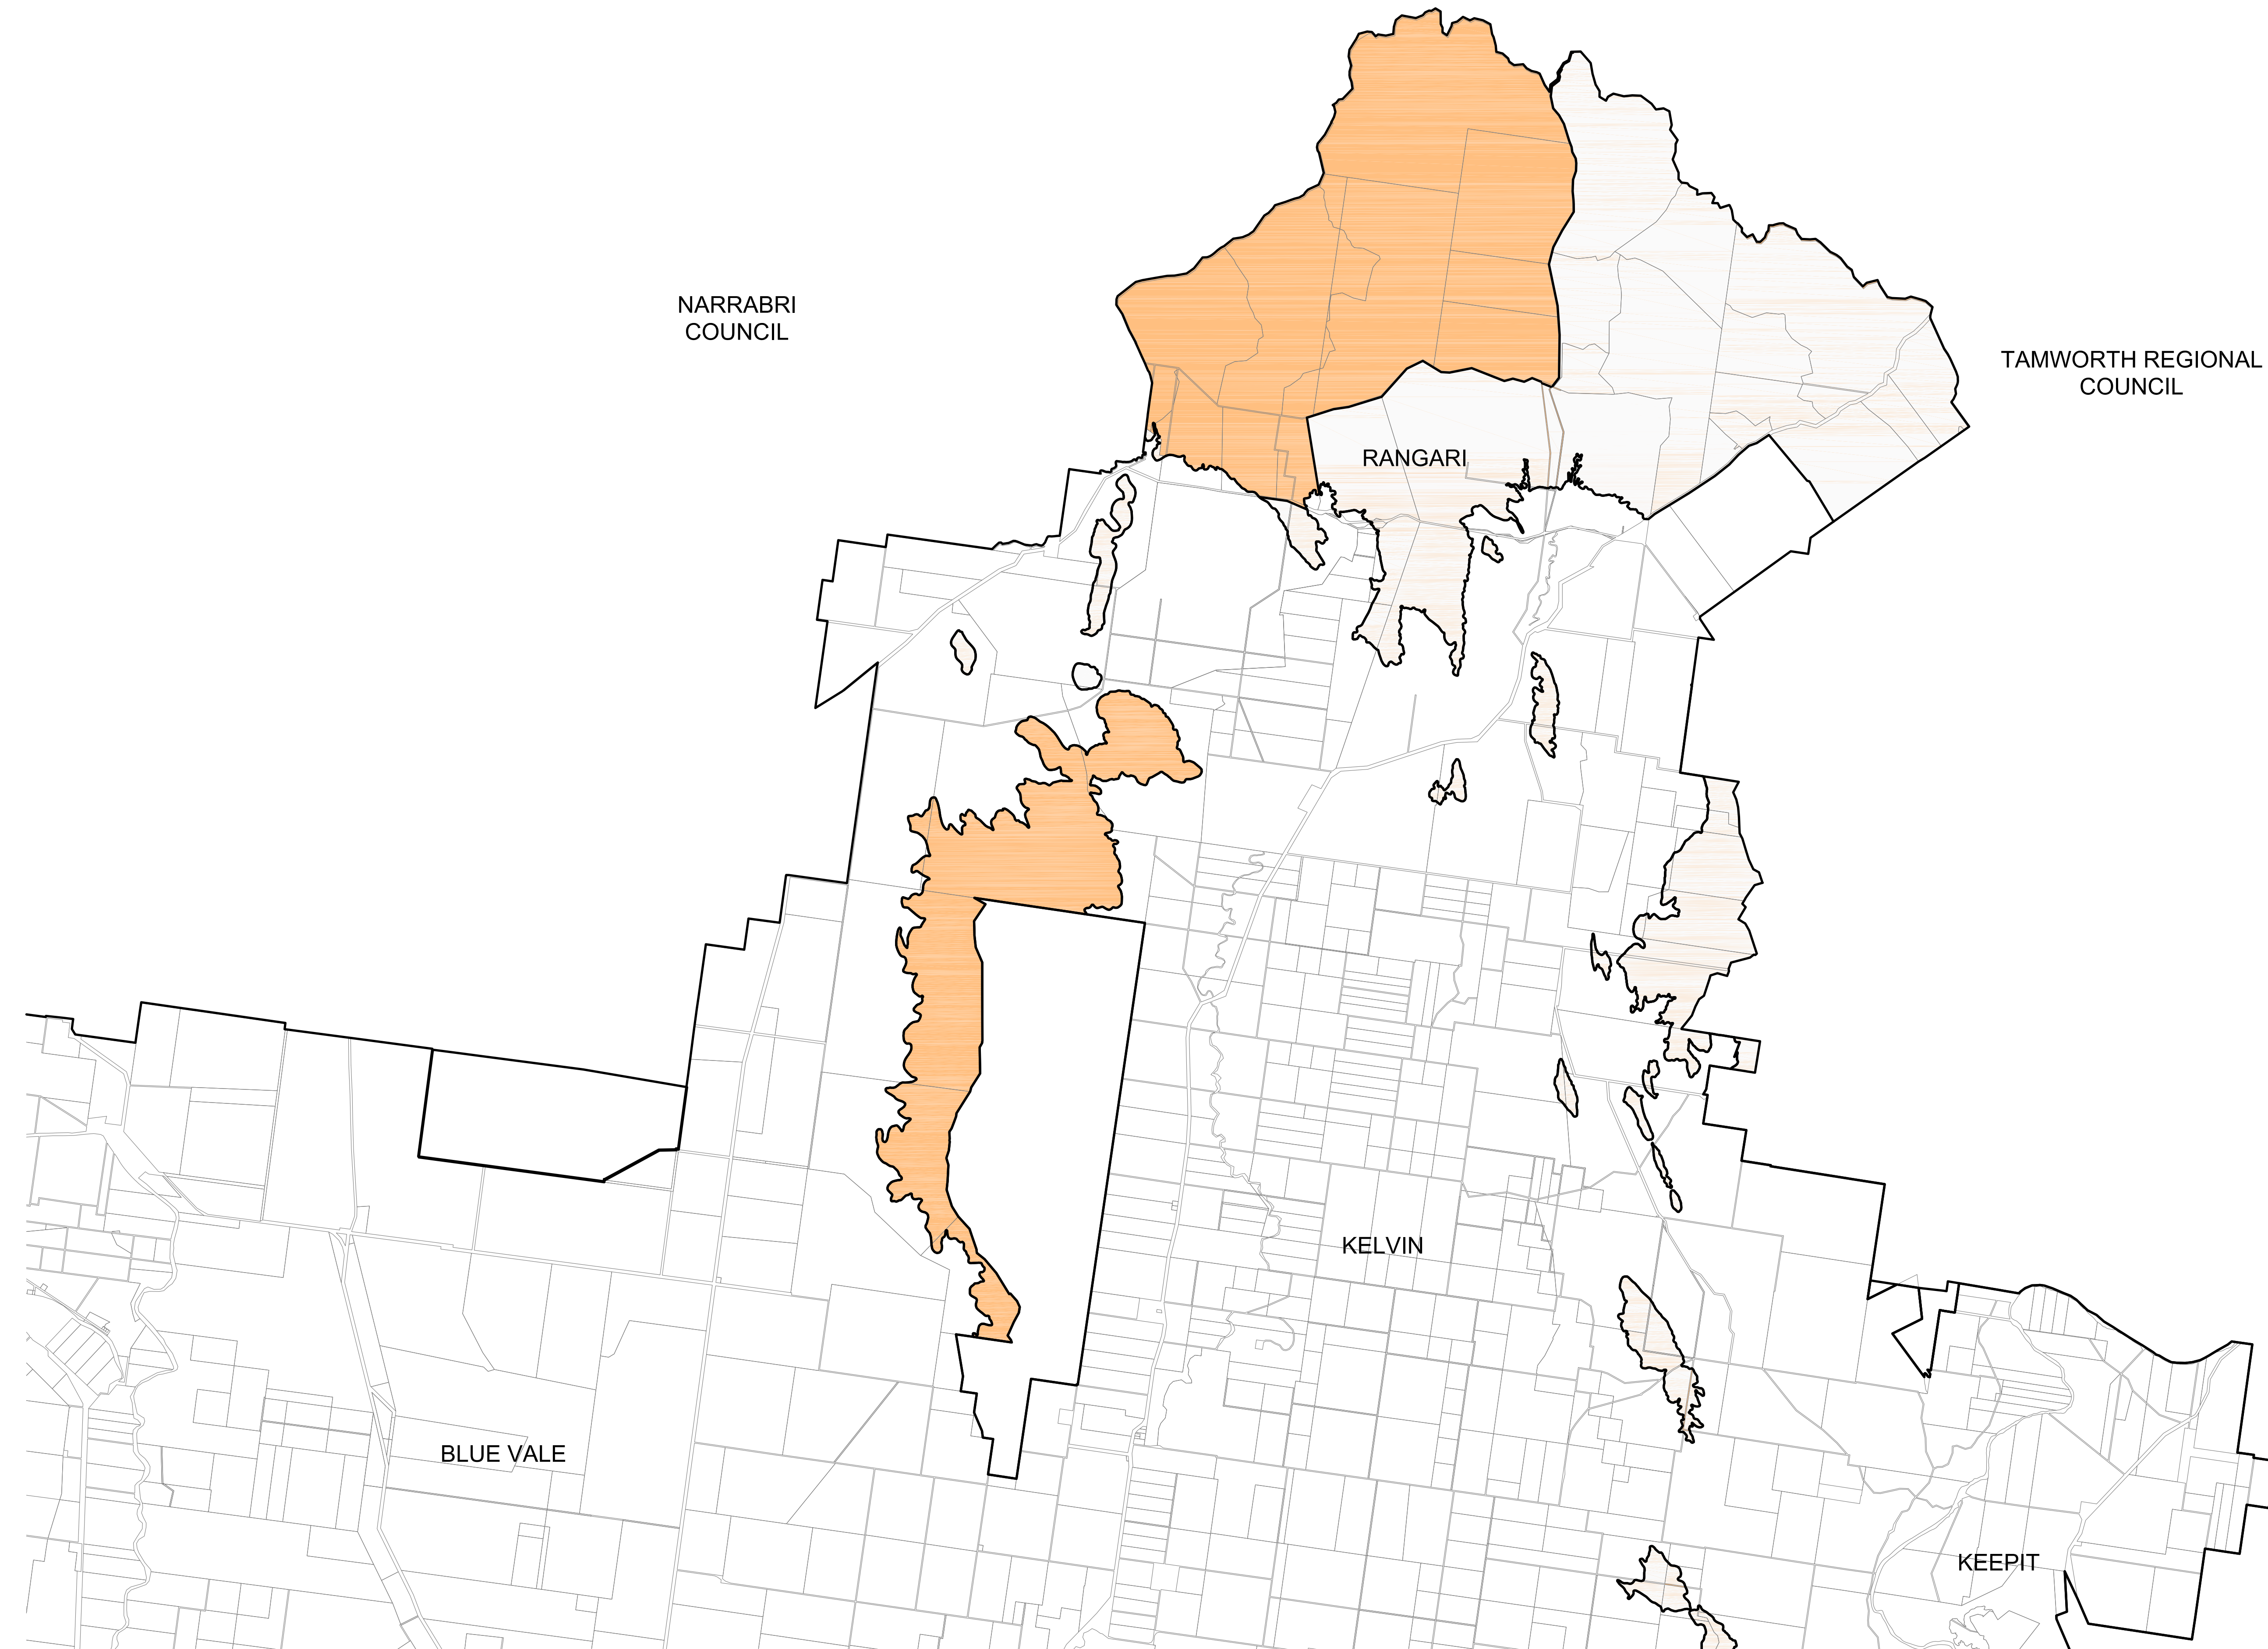 NARRABRI
COUNCIL
TAMWORTH REGIONAL
COUNCIL
RANGARI
KELVIN
BLUE VALE
KEEPIT